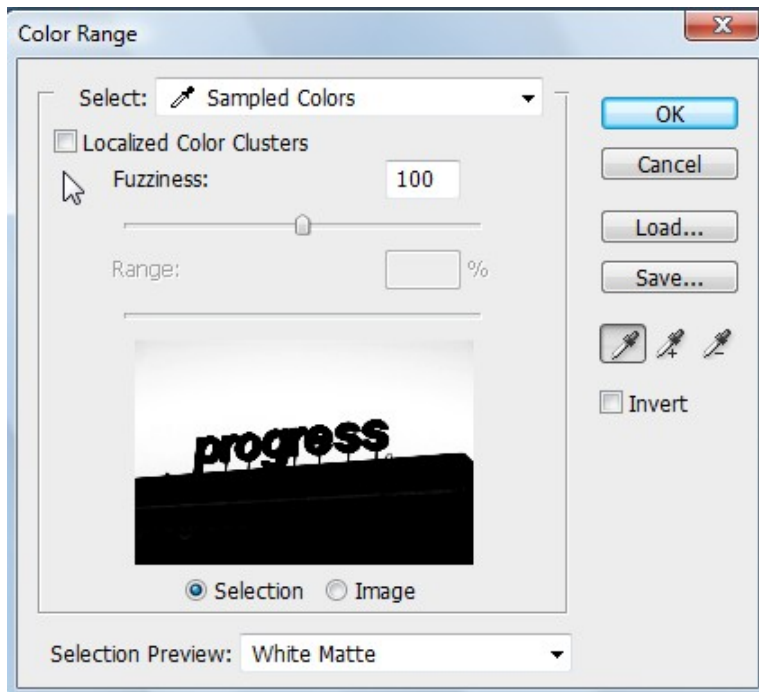 Color Range
Select: Sampled Colors
Localized Color Clusters
Fuzziness: 100
Range: %
progress
Selection Image
Selection Preview: White Matte
OK
Cancel
Load...
Save...
Invert